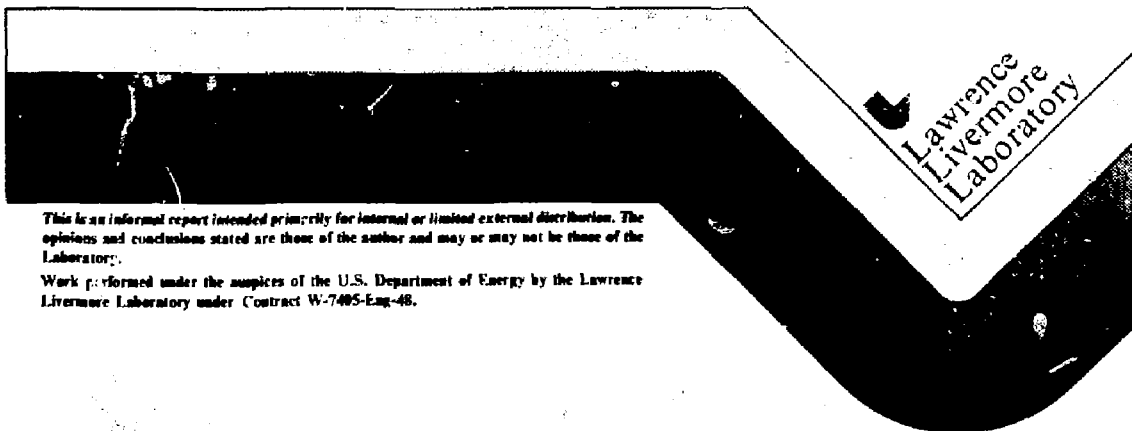 Lawrence
Livermore
Laboratory
This is an informal report intended primarily for internal or limited external distribution. The
opinions and conclusions stated are those of the author and may or may not be those of the
Laboratory.
Work performed under the auspices of the U.S. Department of Energy by the Lawrence
Livermore Laboratory under Contract W-7405-Eng-48.